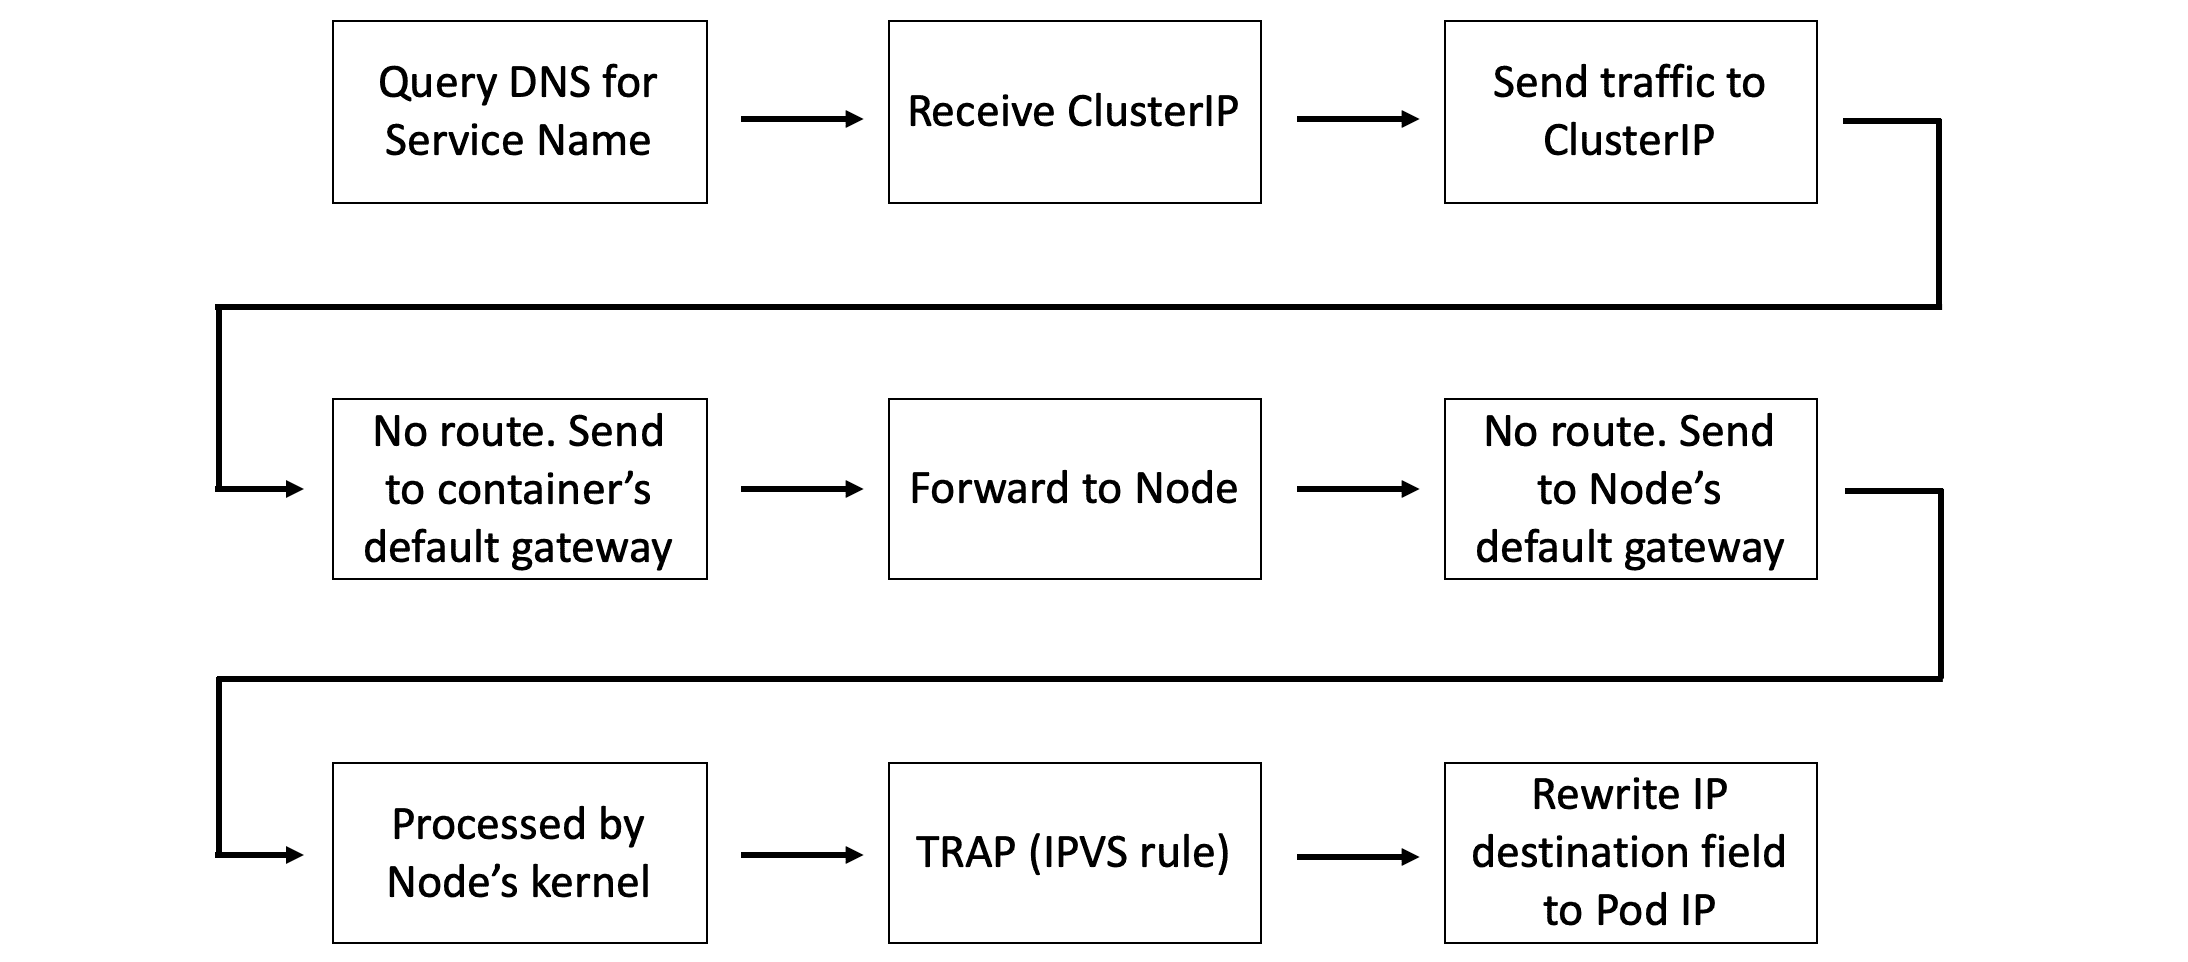 Query DNS for
Service Name
Receive ClusterIP
Send traffic to
ClusterIP
No route. Send
to container’s
default gateway
Forward to Node
No route. Send
to Node’s
default gateway
Processed by
Node’s kernel
TRAP (IPVS rule)
Rewrite IP
destination field
to Pod IP